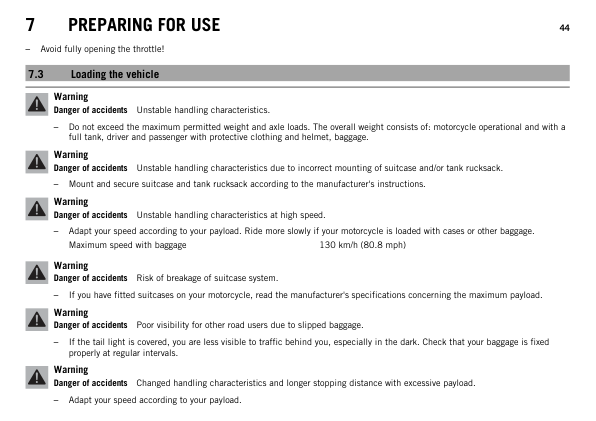 7 PREPARING FOR USE 44
– Avoid fully opening the throttle!
7.3 Loading the vehicle
Warning
Danger of accidents Unstable handling characteristics.
– Do not exceed the maximum permitted weight and axle loads. The overall weight consists of: motorcycle operational and with a
full tank, driver and passenger with protective clothing and helmet, baggage.
Warning
Danger of accidents Unstable handling characteristics due to incorrect mounting of suitcase and/or tank rucksack.
– Mount and secure suitcase and tank rucksack according to the manufacturer's instructions.
Warning
Danger of accidents Unstable handling characteristics at high speed.
– Adapt your speed according to your payload. Ride more slowly if your motorcycle is loaded with cases or other baggage.
Maximum speed with baggage 130 km/h (80.8 mph)
Warning
Danger of accidents Risk of breakage of suitcase system.
– If you have fitted suitcases on your motorcycle, read the manufacturer's specifications concerning the maximum payload.
Warning
Danger of accidents Poor visibility for other road users due to slipped baggage.
– If the tail light is covered, you are less visible to traffic behind you, especially in the dark. Check that your baggage is fixed
properly at regular intervals.
Warning
Danger of accidents Changed handling characteristics and longer stopping distance with excessive payload.
– Adapt your speed according to your payload.